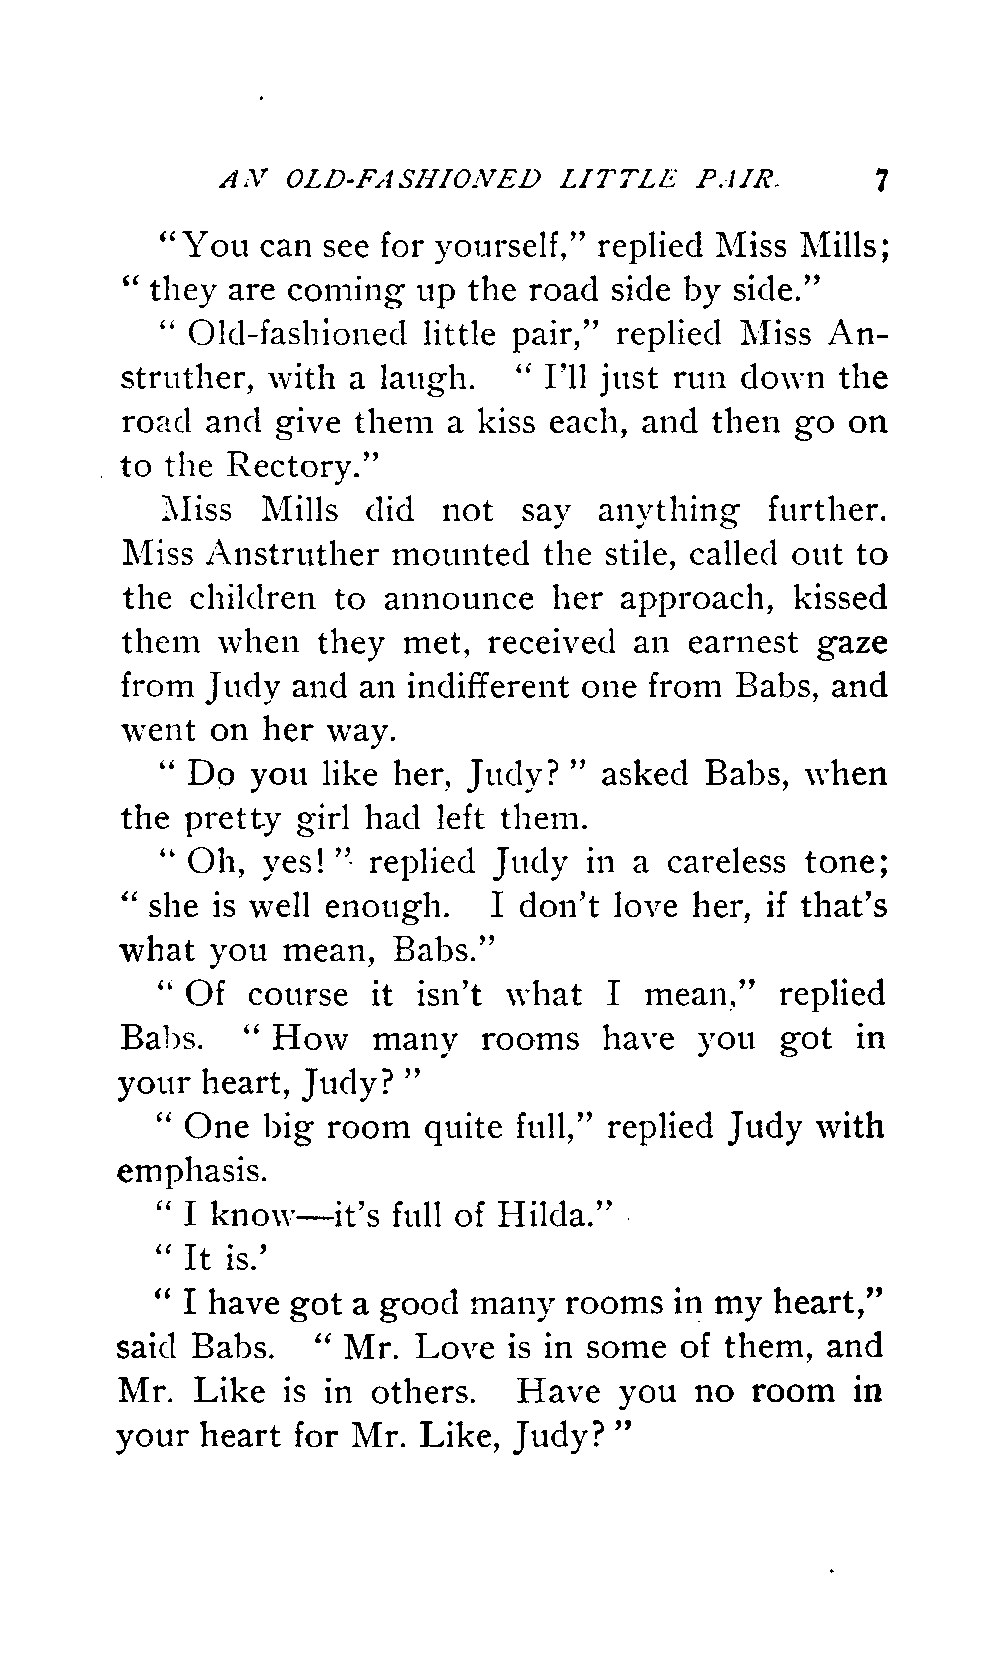 AN OLD-FASHIONED LITTLE PAIR. 7
"You can see for yourself," replied Miss Mills;
"they are coming up the road side by side."
"Old-fashioned little pair," replied Miss An-
struther, with a laugh. "I'll just run down the
road and give them a kiss each, and then go on
to the Rectory."
Miss Mills did not say anything further.
Miss Anstruther mounted the stile, called out to
the children to announce her approach, kissed
them when they met, received an earnest gaze
from Judy and an indifferent one from Babs, and
went on her way.
"Do you like her, Judy?" asked Babs, when
the pretty girl had left them.
"Oh, yes!" replied Judy in a careless tone;
"she is well enough. I don't love her, if that's
what you mean, Babs."
"Of course it isn't what I mean," replied
Babs. "How many rooms have you got in
your heart, Judy?"
"One big room quite full," replied Judy with
emphasis.
"I know—it's full of Hilda."
"It is.'
"I have got a good many rooms in my heart,"
said Babs. "Mr. Love is in some of them, and
Mr. Like is in others. Have you no room in
your heart for Mr. Like, Judy?"